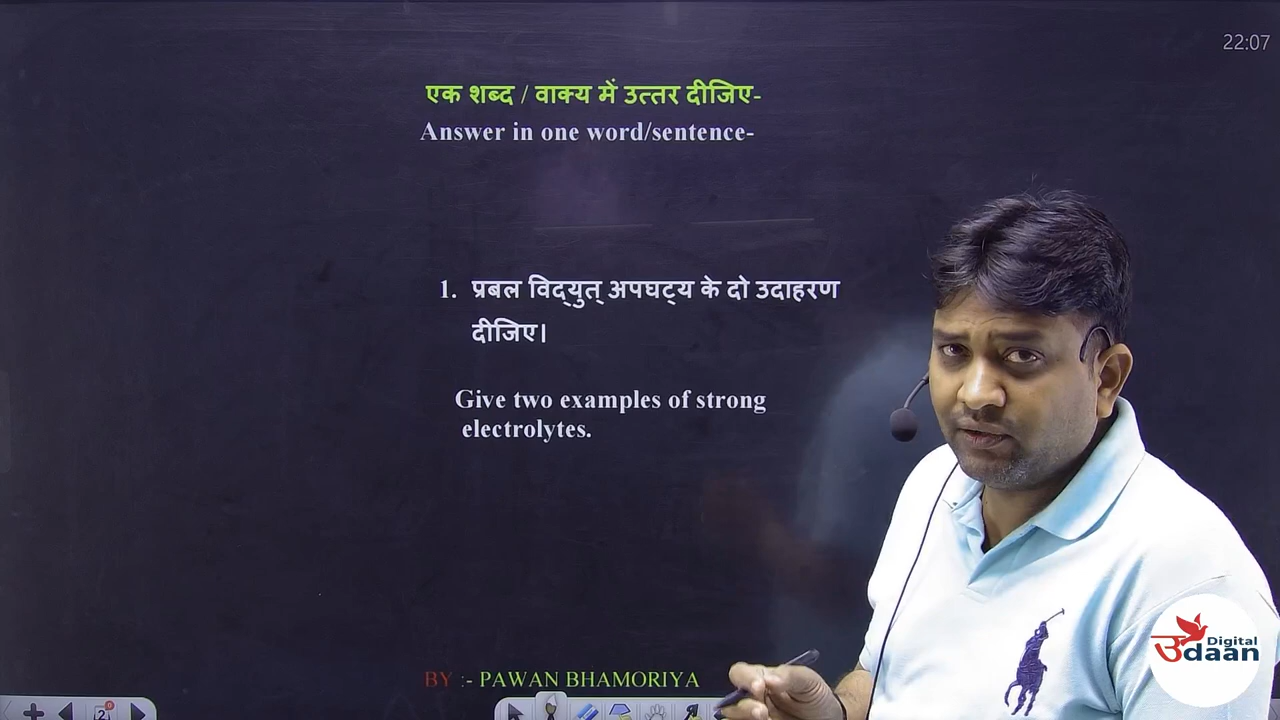 22:07
एक शब्द / वाक्य में उत्तर दीजिए-
Answer in one word/sentence-
1. प्रबल विद्युत् अपघट्य के दो उदाहरण
दीजिए।
Give two examples of strong
electrolytes.
BY :- PAWAN BHAMORIYA
2
Digital
उdaan